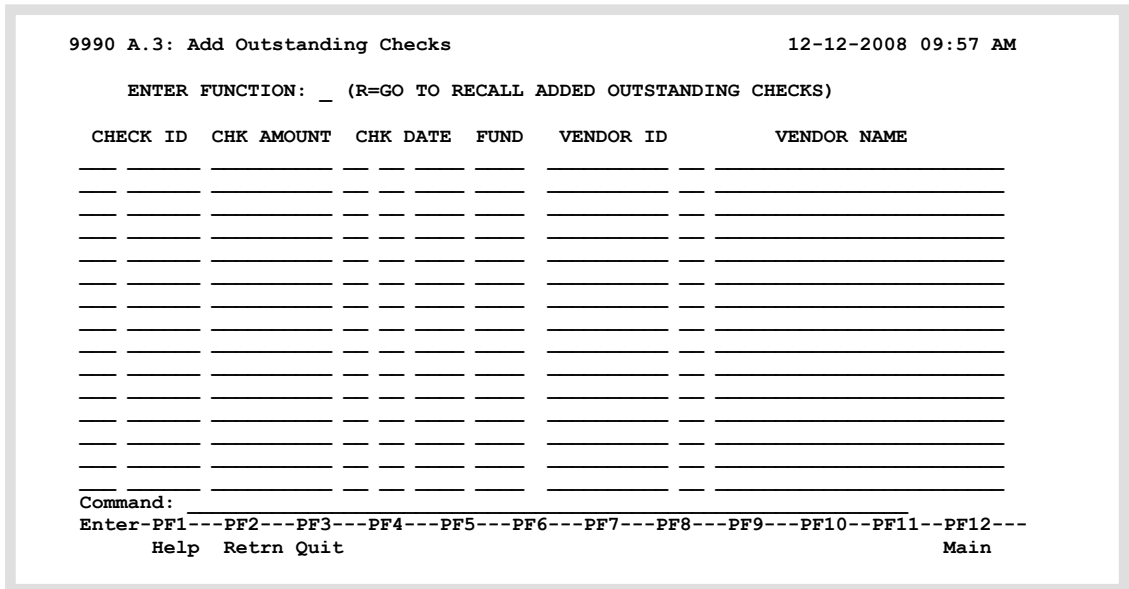 9990 A.3: Add Outstanding Checks 12-12-2008 09:57 AM
ENTER FUNCTION: _ (R=GO TO RECALL ADDED OUTSTANDING CHECKS)
CHECK ID CHK AMOUNT CHK DATE FUND VENDOR ID VENDOR NAME
Command:
Enter-PF1---PF2---PF3---PF4---PF5---PF6---PF7---PF8---PF9---PF10--PF11--PF12---
Help Retrn Quit Main